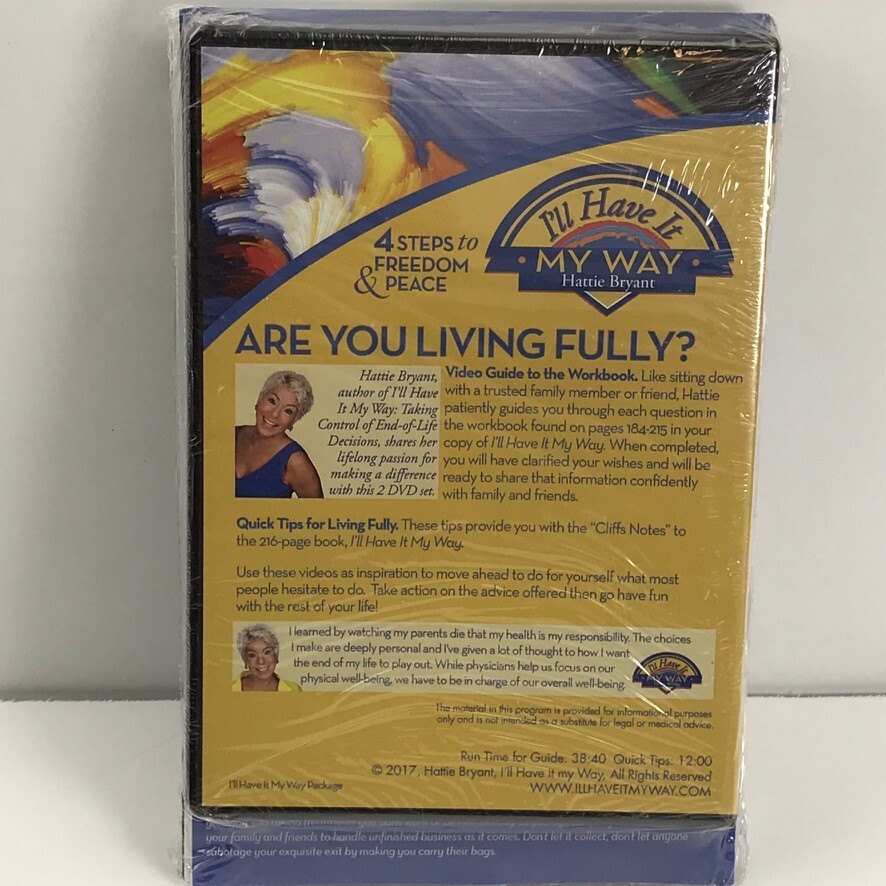 4 STEPS to
FREEDOM
& PEACE
I'll Have It
MY WAY
Hattie Bryant
ARE YOU LIVING FULLY?
Hattie Bryant,
author of I'll Have
It My Way: Taking
Control of End-of-Life
Decisions, shares her
lifelong passion for
making a difference
with this 2 DVD set.
Video Guide to the Workbook. Like sitting down
with a trusted family member or friend, Hattie
patiently guides you through each question in
the workbook found on pages 184-215 in your
copy of I'll Have It My Way. When completed,
you will have clarified your wishes and will be
ready to share that information confidently
with family and friends.
Quick Tips for Living Fully. These tips provide you with the "Cliffs Notes" to
the 216-page book, I'll Have It My Way.
Use these videos as inspiration to move ahead to do for yourself what most
people hesitate to do. Take action on the advice offered then go have fun
with the rest of your life!
I learned by watching my parents die that my health is my responsibility. The choices
I make are deeply personal and I've given a lot of thought to how I want
the end of my life to play out. While physicians help us focus on our
physical well-being, we have to be in charge of our overall well-being.
I'll Have It
MY WAY
The material in this program is provided for informational purposes
only and is not intended as a substitute for legal or medical advice.
Run Time for Guide: 38:40 Quick Tips: 12:00
© 2017, Hattie Bryant, I'll Have it my Way, All Rights Reserved
WWW.ILLHAVEITMYWAY.COM
I'll Have It My Way Package
your family and friends to handle unfinished business as it comes. Don't let it collect, don't let anyone
sabotage your exquisite exit by making you carry their bags.